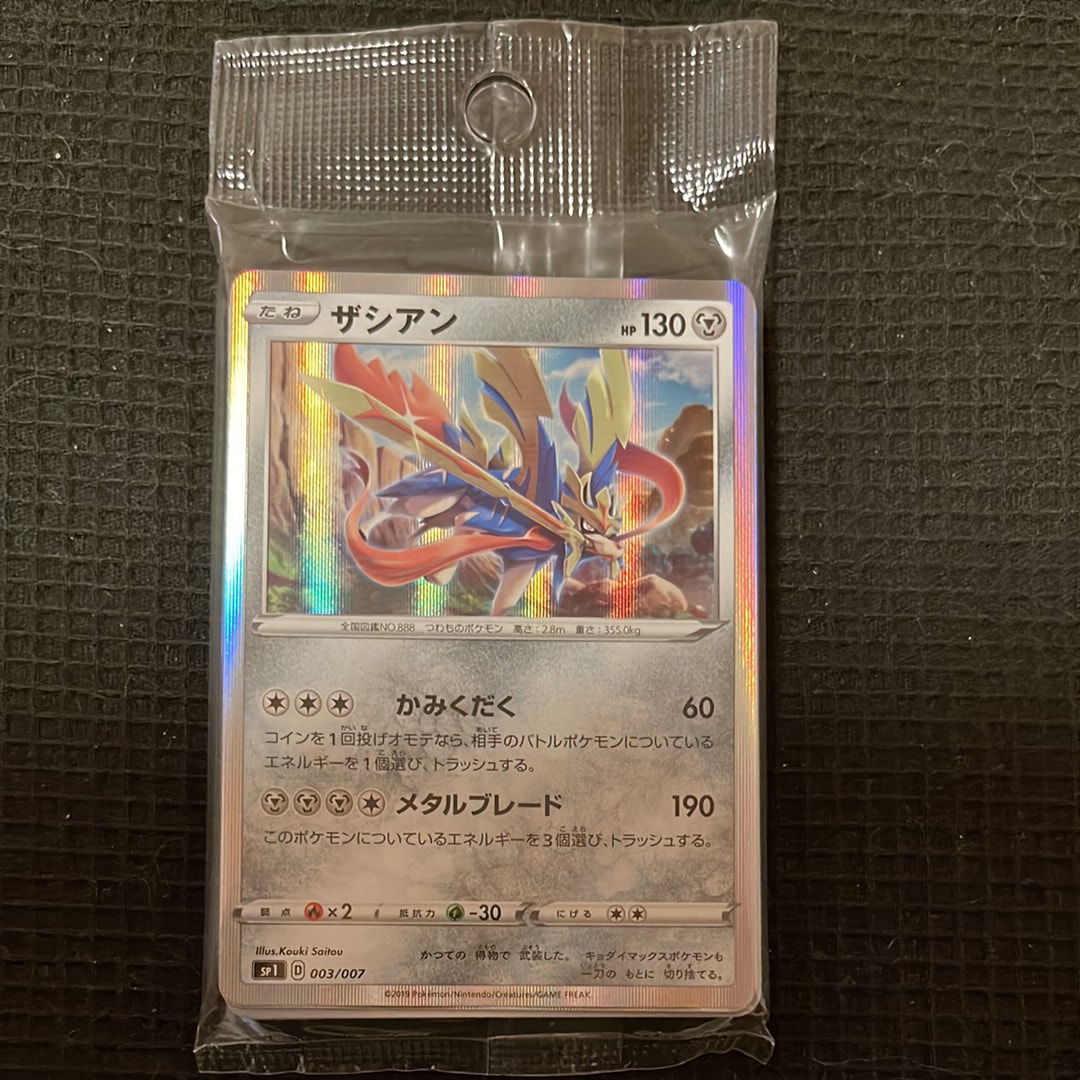 たね ザシアン HP 130
全国図鑑NO.888 つわものポケモン 高さ:2.8m 重さ:355.0kg
かみくだく 60
コインを1回投げオモテなら、相手のバトルポケモンについている
エネルギーを1個選び、トラッシュする。
メタルブレード 190
このポケモンについているエネルギーを3個選び、トラッシュする。
弱点 ×2 抵抗力 -30 にげる
Illus.Kouki Saitou
かつての 得物で 武装した。 キョダイマックスポケモンも
一刀の もとに 切り捨てる。
SP1 D 003/007
©2019 Pokémon/Nintendo/Creatures/GAME FREAK.